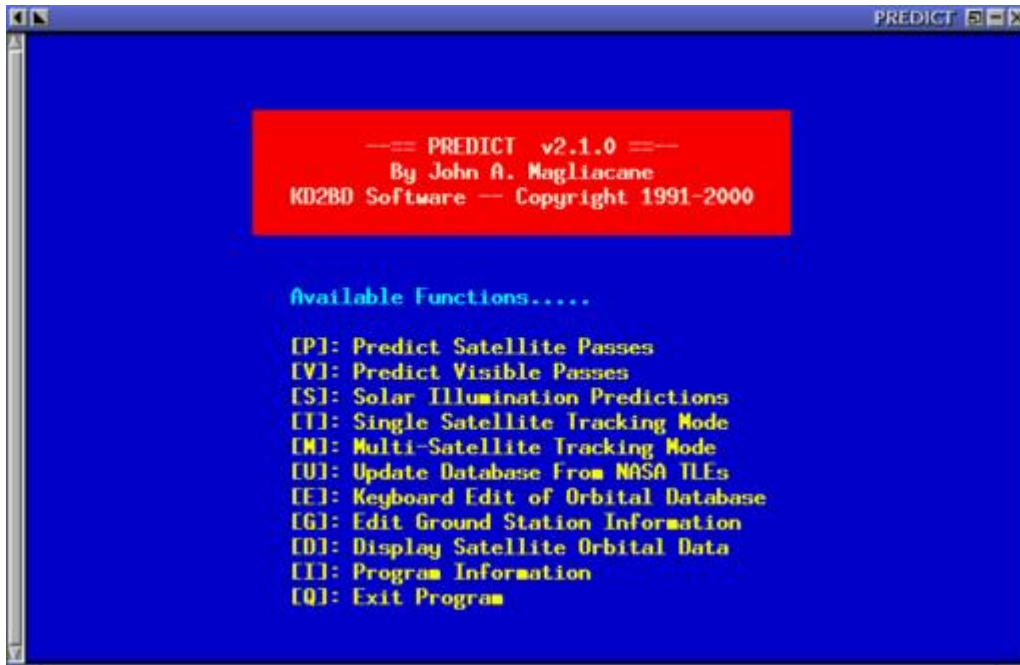 PREDICT
--== PREDICT v2.1.0 ==--
By John A. Magliacane
KD2BD Software -- Copyright 1991-2000
Available Functions.....
[P]: Predict Satellite Passes
[V]: Predict Visible Passes
[S]: Solar Illumination Predictions
[T]: Single Satellite Tracking Mode
[M]: Multi-Satellite Tracking Mode
[U]: Update Database From NASA TLEs
[E]: Keyboard Edit of Orbital Database
[G]: Edit Ground Station Information
[D]: Display Satellite Orbital Data
[I]: Program Information
[Q]: Exit Program